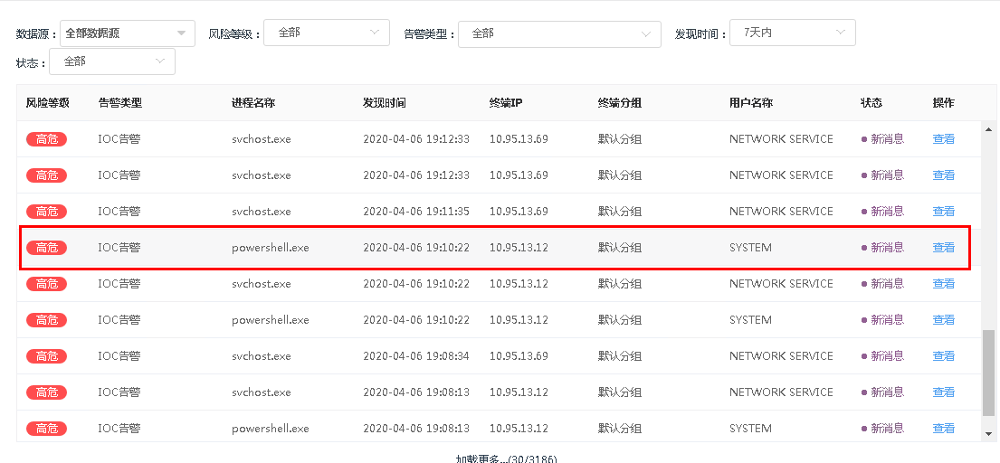 数据源： 全部数据源 风险等级： 全部 告警类型： 全部 发现时间： 7天内
状态： 全部
风险等级 告警类型 进程名称 发现时间 终端IP 终端分组 用户名称 状态 操作
高危 IOC告警 svchost.exe 2020-04-06 19:12:33 10.95.13.69 默认分组 NETWORK SERVICE 新消息 查看
高危 IOC告警 svchost.exe 2020-04-06 19:12:33 10.95.13.69 默认分组 NETWORK SERVICE 新消息 查看
高危 IOC告警 svchost.exe 2020-04-06 19:11:35 10.95.13.69 默认分组 NETWORK SERVICE 新消息 查看
高危 IOC告警 powershell.exe 2020-04-06 19:10:22 10.95.13.12 默认分组 SYSTEM 新消息 查看
高危 IOC告警 svchost.exe 2020-04-06 19:10:22 10.95.13.12 默认分组 NETWORK SERVICE 新消息 查看
高危 IOC告警 powershell.exe 2020-04-06 19:10:22 10.95.13.12 默认分组 SYSTEM 新消息 查看
高危 IOC告警 svchost.exe 2020-04-06 19:08:34 10.95.13.69 默认分组 NETWORK SERVICE 新消息 查看
高危 IOC告警 svchost.exe 2020-04-06 19:08:13 10.95.13.12 默认分组 NETWORK SERVICE 新消息 查看
高危 IOC告警 powershell.exe 2020-04-06 19:08:13 10.95.13.12 默认分组 SYSTEM 新消息 查看
加载更多...(30/3186)